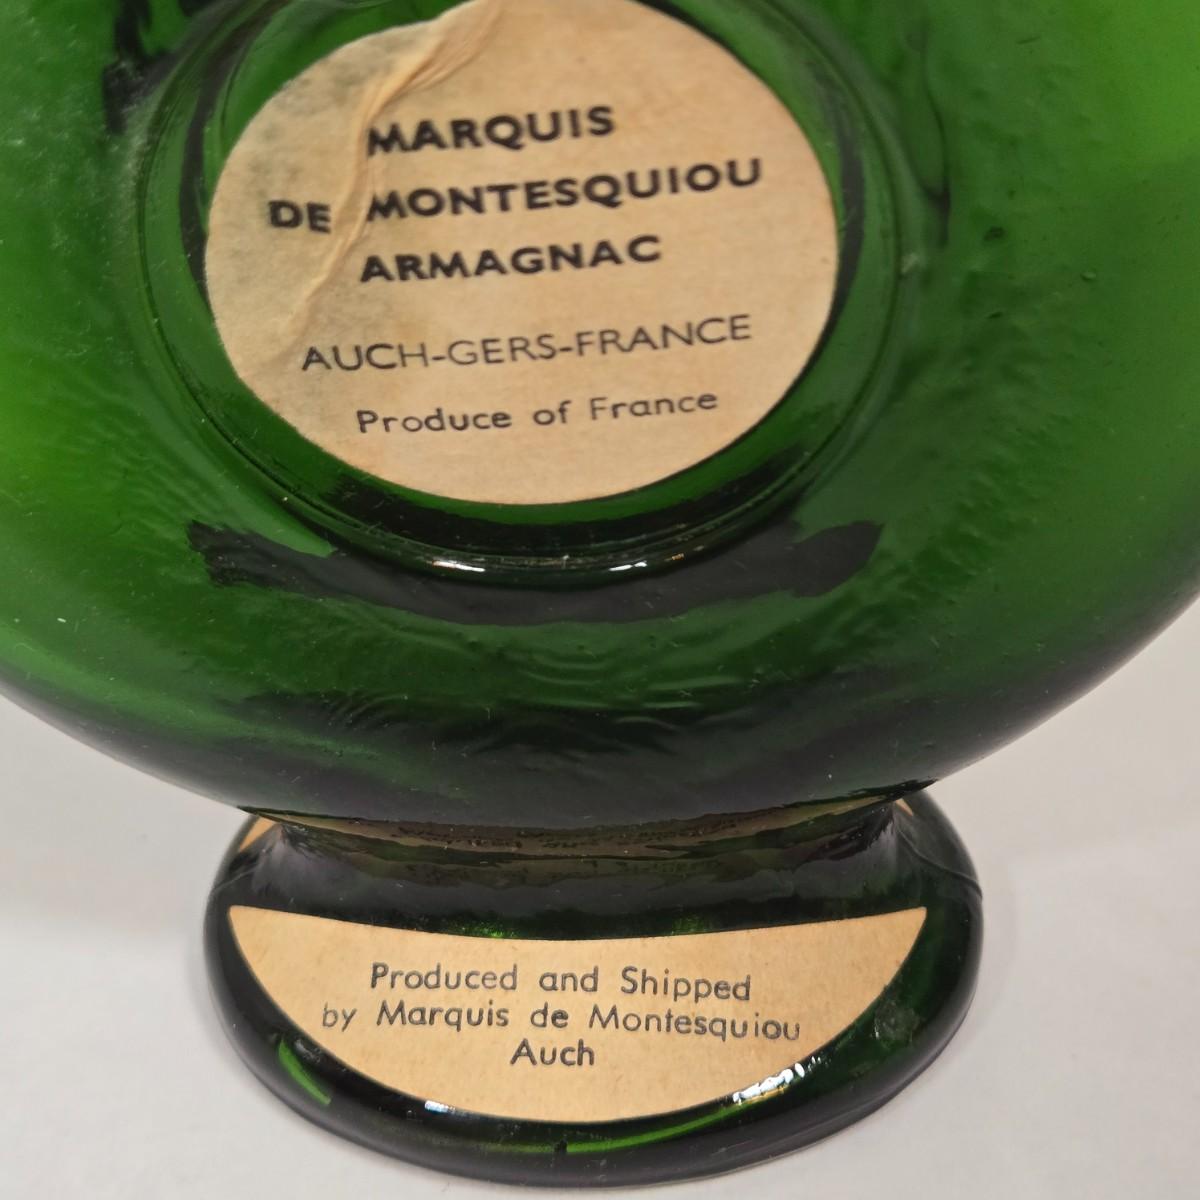 MARQUIS
DE MONTESQUIOU
ARMAGNAC
AUCH-GERS-FRANCE
Produce of France
Produced and Shipped
by Marquis de Montesquiou
Auch